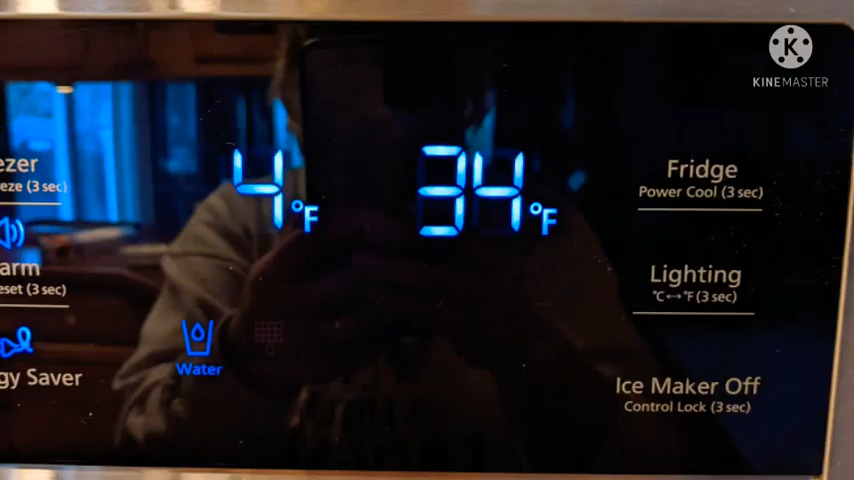 K
KINEMASTER
ezer
eze (3 sec)
4°F
34°F
Fridge
Power Cool (3 sec)
arm
eset (3 sec)
Lighting
°C↔°F (3 sec)
Water
gy Saver
Ice Maker Off
Control Lock (3 sec)